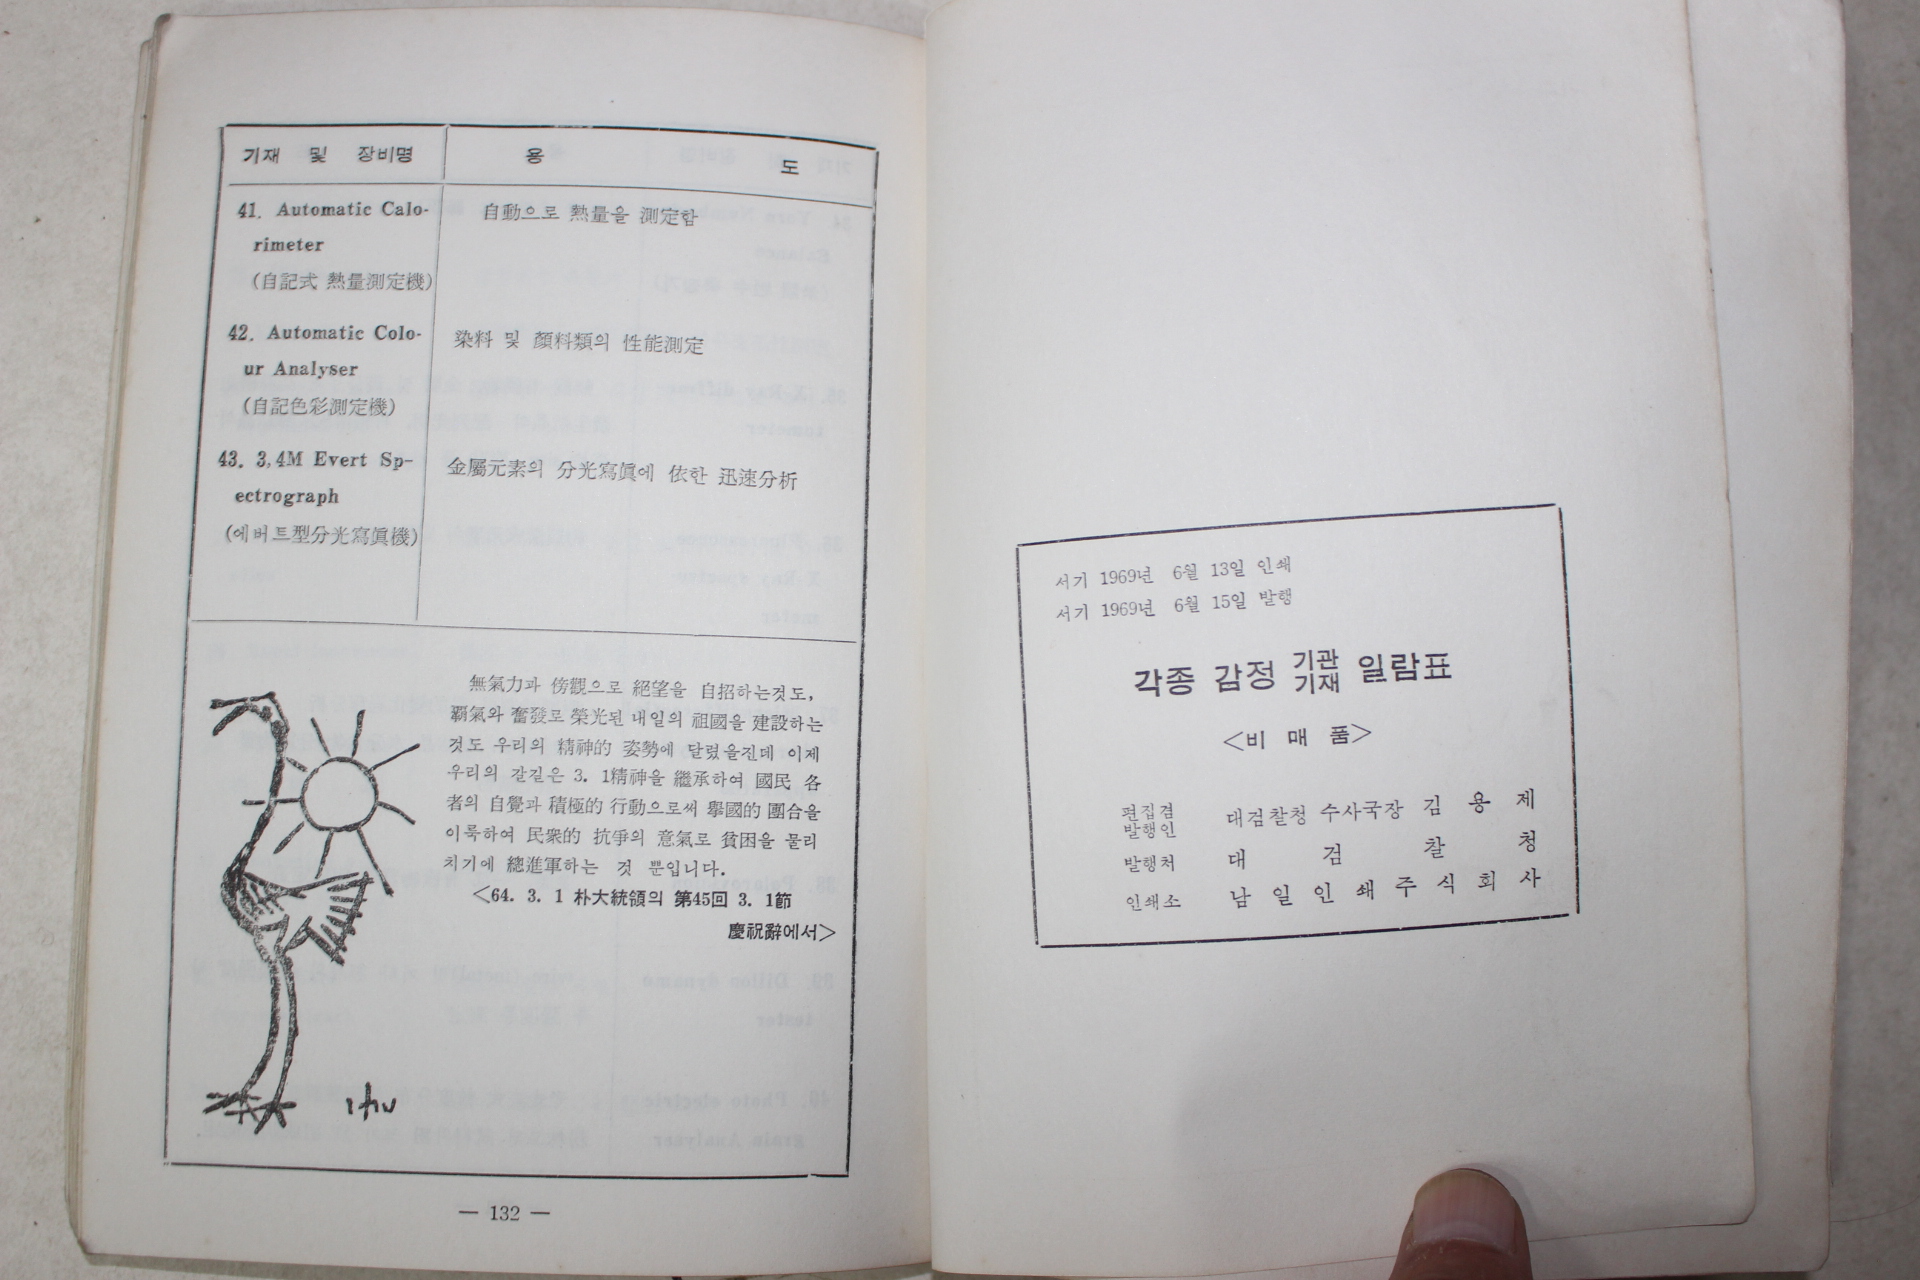 기재 및 장비명 용 도
41. Automatic Calo- 自動으로 熱量을 測定함
rimeter
(自記式 熱量測定機)
42. Automatic Colo- 染料 및 顔料類의 性能測定
ur Analyser
(自記色彩測定機)
43. 3,4M Evert Sp- 金屬元素의 分光寫眞에 依한 迅速分析
ectrograph
(에버트型分光寫眞機)
無氣力과 傍觀으로 絕望을 自招하는것도,
覇氣와 奮發로 榮光된 내일의 祖國을 建設하는
것도 우리의 精神的 姿勢에 달렸을진데 이제
우리의 갈길은 3. 1精神을 繼承하여 國民 各
者의 自覺과 積極的 行動으로써 擧國的 團合을
이룩하여 民衆的 抗爭의 意氣로 貧困을 물리
치기에 總進軍하는 것 뿐입니다.
<64. 3. 1 朴大統領의 第45回 3. 1節
慶祝辭에서>
— 132 —
서기 1969년 6월 13일 인쇄
서기 1969년 6월 15일 발행
각종 감정 기관 일람표
기재
<비 매 품>
편집겸
발행인 대검찰청 수사국장 김 용 제
발행처 대 검 찰 청
인쇄소 남 일 인 쇄 주 식 회 사